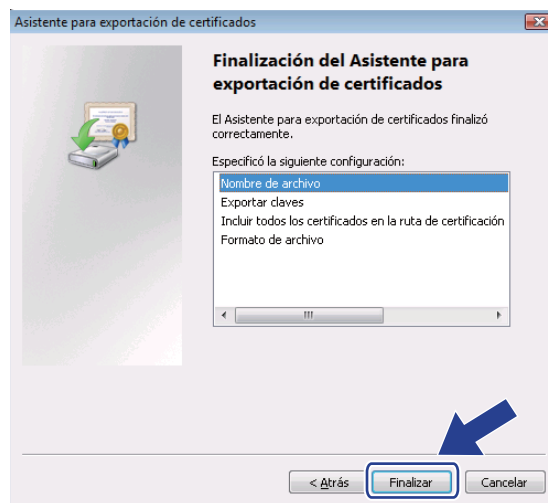 Asistente para exportación de certificados
Finalización del Asistente para
exportación de certificados
El Asistente para exportación de certificados finalizó
correctamente.
Especificó la siguiente configuración:
Nombre de archivo
Exportar claves
Incluir todos los certificados en la ruta de certificación
Formato de archivo
< Atrás
Finalizar
Cancelar